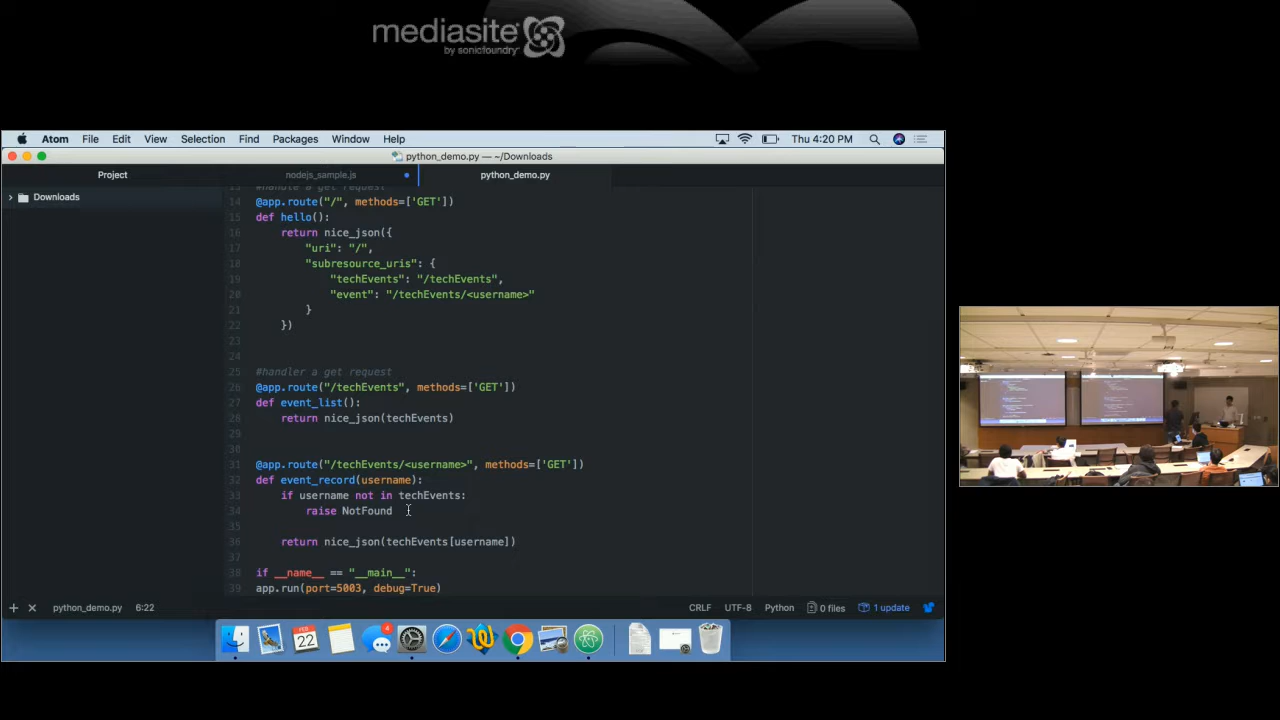 mediasite
by sonicfoundry
Atom File Edit View Selection Find Packages Window Help Thu 4:20 PM
python_demo.py — ~/Downloads
Project nodejs_sample.js python_demo.py
Downloads
13 #handle a get request
14 @app.route("/", methods=['GET'])
15 def hello():
16 return nice_json({
17 "uri": "/",
18 "subresource_uris": {
19 "techEvents": "/techEvents",
20 "event": "/techEvents/<username>"
21 }
22 })
23
24
25 #handler a get request
26 @app.route("/techEvents", methods=['GET'])
27 def event_list():
28 return nice_json(techEvents)
29
30
31 @app.route("/techEvents/<username>", methods=['GET'])
32 def event_record(username):
33 if username not in techEvents:
34 raise NotFound
35
36 return nice_json(techEvents[username])
37
38 if __name__ == "__main__":
39 app.run(port=5003, debug=True)
python_demo.py 6:22 CRLF UTF-8 Python 0 files 1 update
FEB
22
4